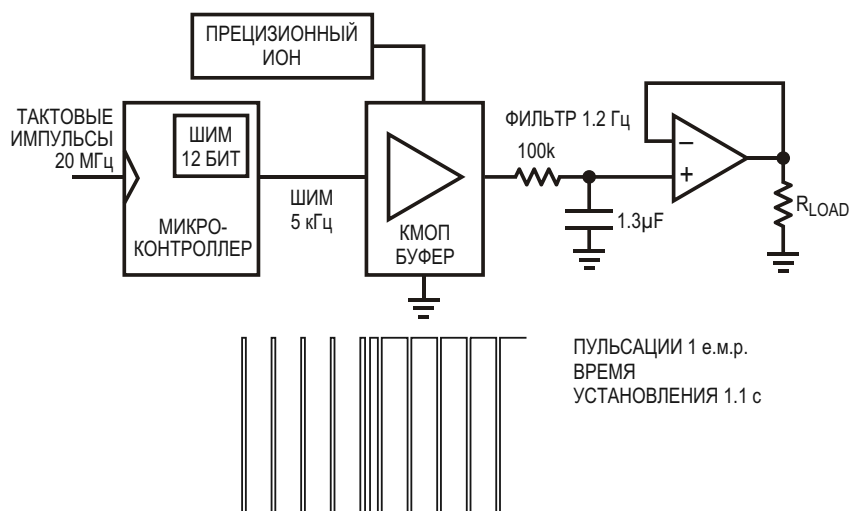 ПРЕЦИЗИОННЫЙ
ИОН
ТАКТОВЫЕ
ИМПУЛЬСЫ
20 МГц
ШИМ
12 БИТ
МИКРО-
КОНТРОЛЛЕР
ШИМ
5 кГц
КМОП
БУФЕР
ФИЛЬТР 1.2 Гц
100k
1.3µF
−
+
RLOAD
ПУЛЬСАЦИИ 1 е.м.р.
ВРЕМЯ
УСТАНОВЛЕНИЯ 1.1 с